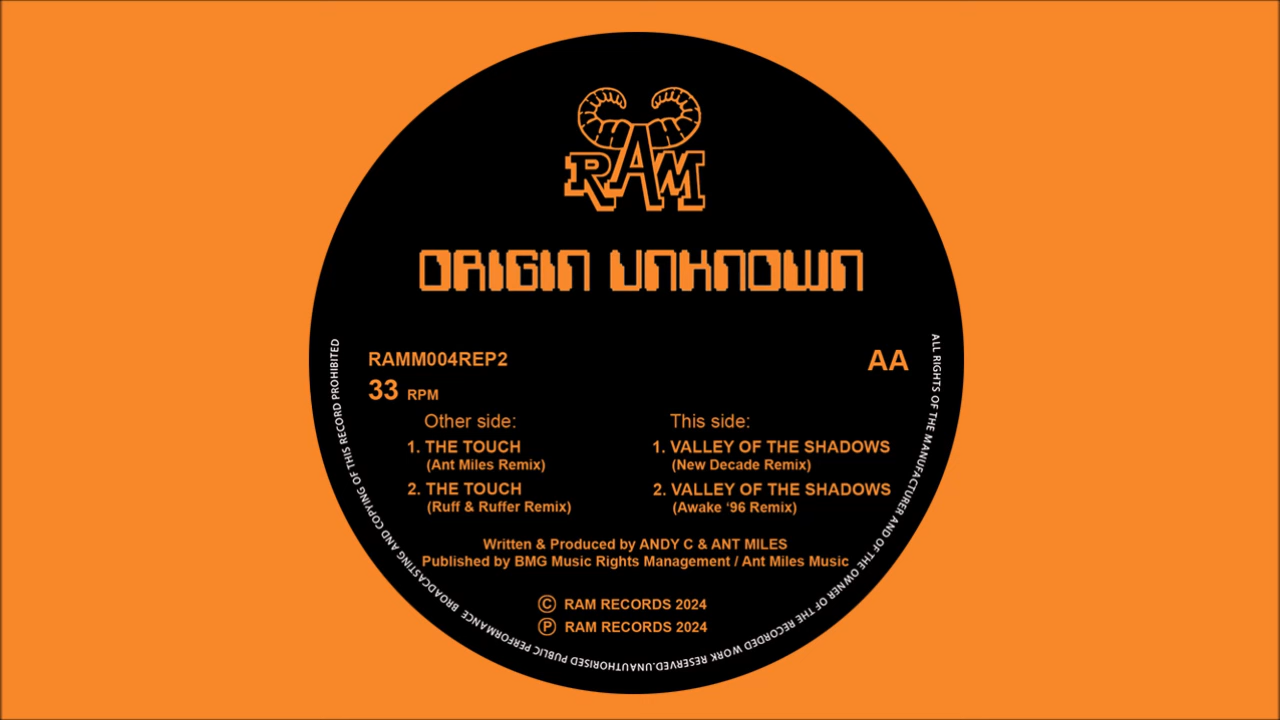 RAM
ORIGIN UNKNOWN
RAMM004REP2
AA
33 RPM
Other side:
1. THE TOUCH
(Ant Miles Remix)
2. THE TOUCH
(Ruff & Ruffer Remix)
This side:
1. VALLEY OF THE SHADOWS
(New Decade Remix)
2. VALLEY OF THE SHADOWS
(Awake ‘96 Remix)
Written & Produced by ANDY C & ANT MILES
Published by BMG Music Rights Management / Ant Miles Music
Ⓒ RAM RECORDS 2024
Ⓟ RAM RECORDS 2024
ALL RIGHTS OF THE MANUFACTURER AND OF THE OWNER OF THE RECORDED WORK RESERVED.UNAUTHORISED PUBLIC PERFORMANCE BROADCASTING AND COPYING OF THIS RECORD PROHIBITED